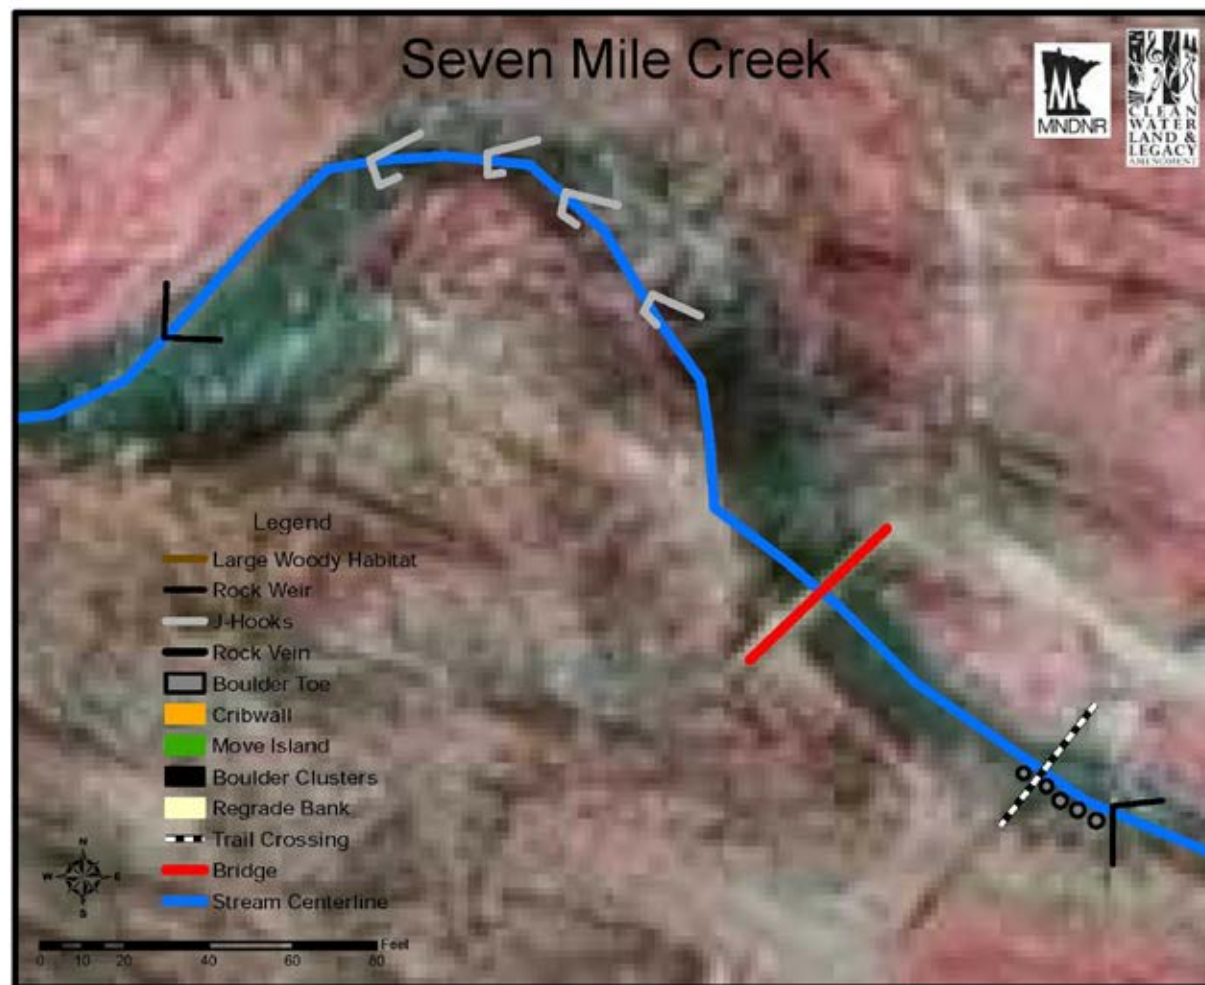 Seven Mile Creek
MNDNR
CLEAN
WATER
LAND &
LEGACY
AMENDMENT
Legend
Large Woody Habitat
Rock Weir
J-Hooks
Rock Vein
Boulder Toe
Cribwall
Move Island
Boulder Clusters
Regrade Bank
Trail Crossing
Bridge
Stream Centerline
N
W E
S
Feet
0 10 20 40 60 80